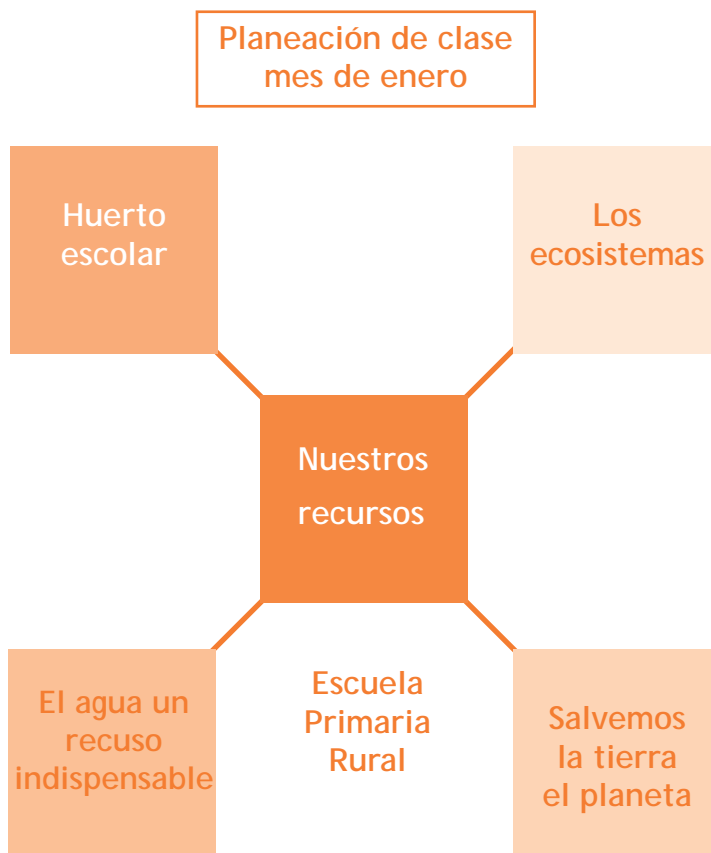 Planeación de clase
mes de enero
Huerto
escolar
Los
ecosistemas
Nuestros
recursos
El agua un
recuso
indispensable
Escuela
Primaria
Rural
Salvemos
la tierra
el planeta